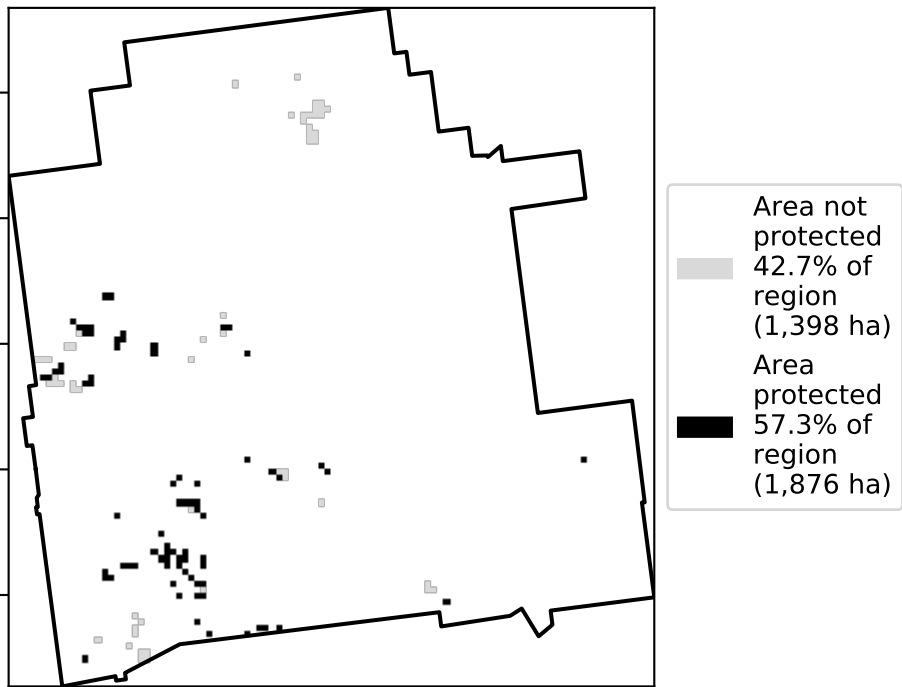 Area not
protected
42.7% of
region
(1,398 ha)
Area
protected
57.3% of
region
(1,876 ha)